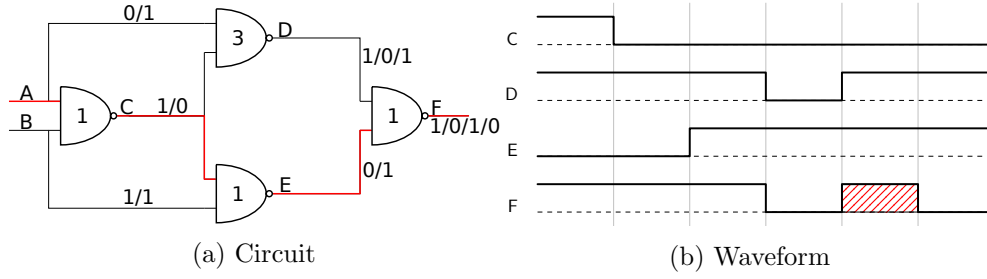 0/1
D
3
1/0/1
A
B
1
C
1/0
1
F
1/0/1/0
0/1
E
1
1/1
(a) Circuit
C
D
E
F
(b) Waveform